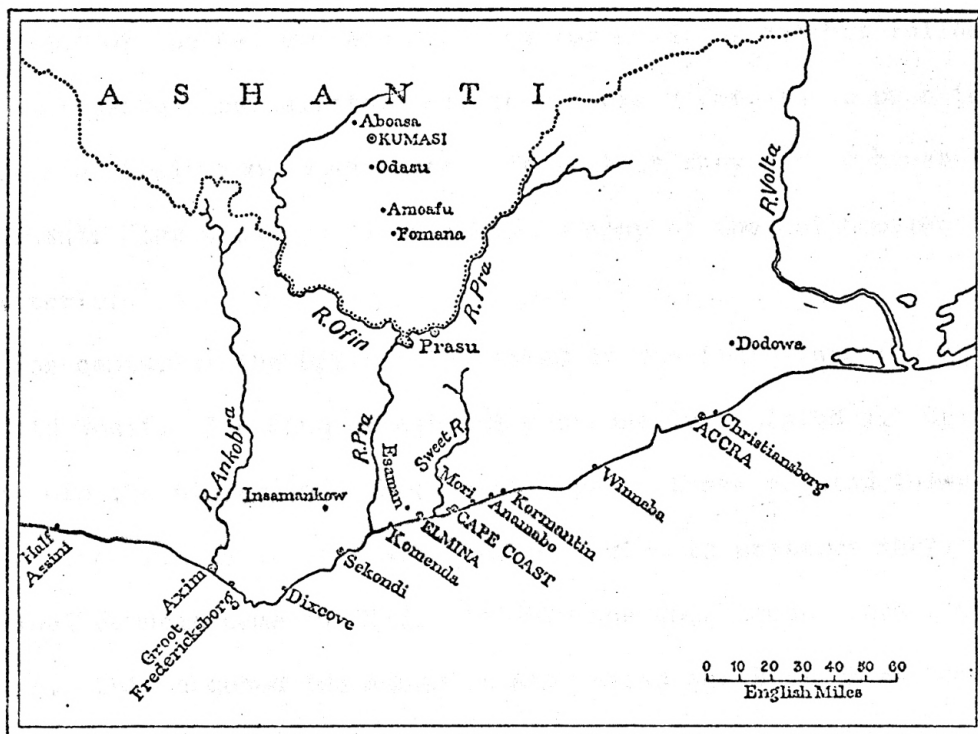 ASHANTI
Aboasa
KUMASI
Odasu
Amoafu
Fomana
R. Volta
R. Pra
R. Ofin
Prasu
Dodowa
R. Ankobra
R. Pra
Sweet R.
Esaman
Insamankow
Mori
Kormantin
Anamabo
Winneba
Christiansborg
ACCRA
CAPE COAST
ELMINA
Komenda
Sekondi
Dixcove
Groot
Fredericksborg
Axim
Half
Assini
0 10 20 30 40 50 60
English Miles